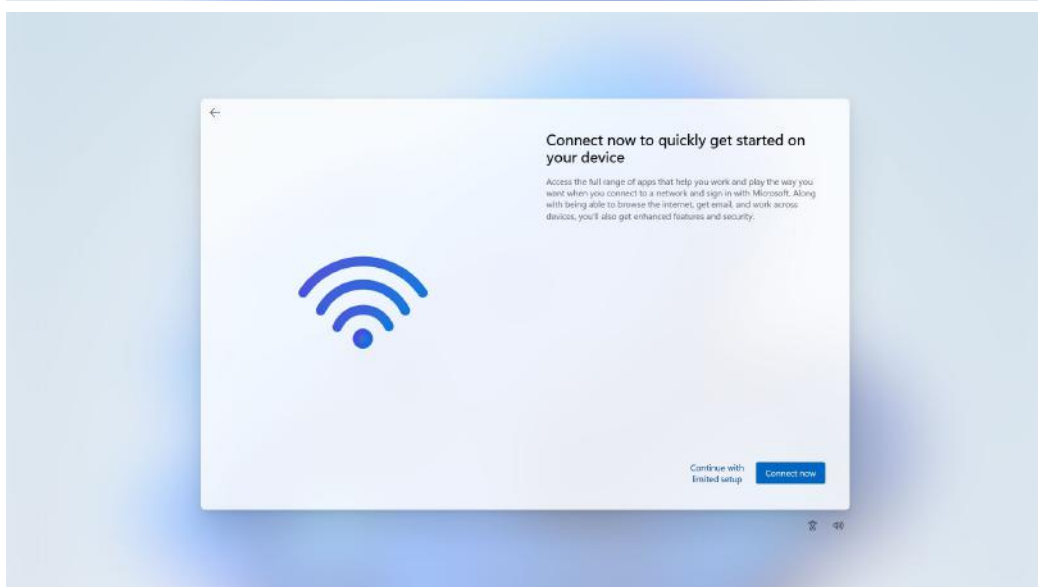 Connect now to quickly get started on
your device
Access the full range of apps that help you work and play the way you
want when you connect to a network and sign in with Microsoft. Along
with being able to browse the internet, get email, and work across
devices, you'll also get enhanced features and security.
Continue with
limited setup
Connect now